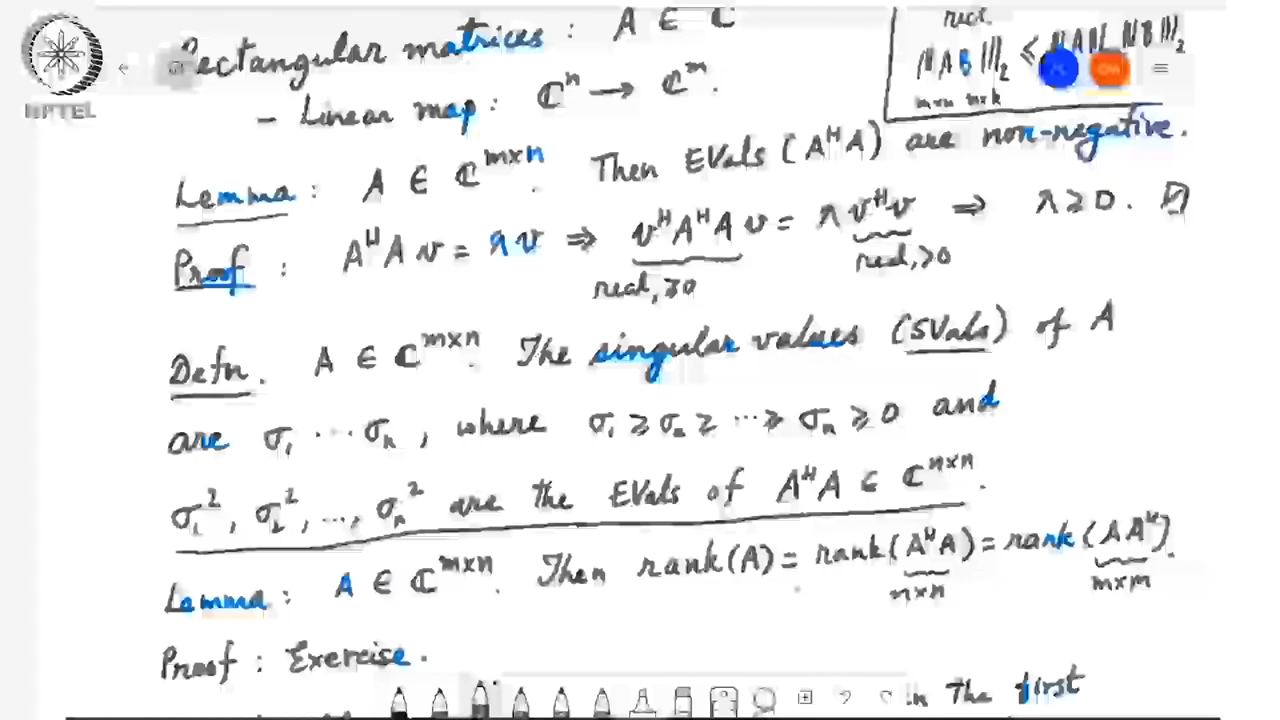 Rectangular matrices : A ∈ ℂ
- Linear map : ℂⁿ → ℂᵐ.
|||AB|||₂ ≤ |||A||| |||B|||₂
m×n m×k
NPTEL
Lemma : A ∈ ℂ^{m×n}. Then EVals (AᴴA) are non-negative.
Proof : AᴴA v = λv ⇒ vᴴAᴴA v = λ vᴴv ⇒ λ ≥ 0.
real, ≥0 real, >0
Defn. A ∈ ℂ^{m×n}. The singular values (SVals) of A
are σ₁ ... σₙ , where σ₁ ≥ σ₂ ≥ ... ≥ σₙ ≥ 0 and
σ₁², σ₂², ..., σₙ² are the EVals of AᴴA ∈ ℂ^{n×n}.
Lemma : A ∈ ℂ^{m×n}. Then rank(A) = rank(AᴴA) = rank(AAᴴ).
n×n m×m
Proof : Exercise.
in the first